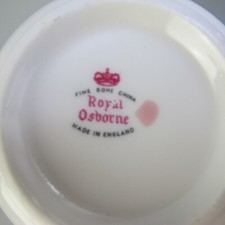 FINE BONE CHINA
Royal
Osborne
MADE IN ENGLAND